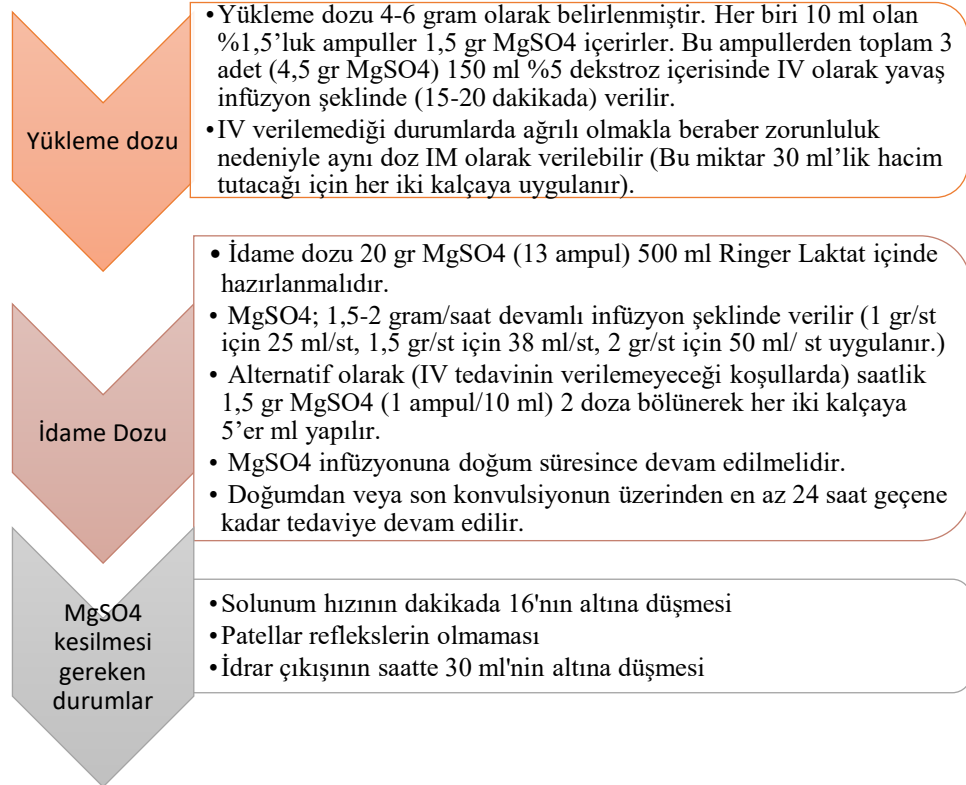 Yükleme dozu
•Yükleme dozu 4-6 gram olarak belirlenmiştir. Her biri 10 ml olan
%1,5’luk ampuller 1,5 gr MgSO4 içerirler. Bu ampullerden toplam 3
adet (4,5 gr MgSO4) 150 ml %5 dekstroz içerisinde IV olarak yavaş
infüzyon şeklinde (15-20 dakikada) verilir.
•IV verilemediği durumlarda ağrılı olmakla beraber zorunluluk
nedeniyle aynı doz IM olarak verilebilir (Bu miktar 30 ml’lik hacim
tutacağı için her iki kalçaya uygulanır).
İdame Dozu
• İdame dozu 20 gr MgSO4 (13 ampul) 500 ml Ringer Laktat içinde
hazırlanmalıdır.
• MgSO4; 1,5-2 gram/saat devamlı infüzyon şeklinde verilir (1 gr/st
için 25 ml/st, 1,5 gr/st için 38 ml/st, 2 gr/st için 50 ml/ st uygulanır.)
• Alternatif olarak (IV tedavinin verilemeyeceği koşullarda) saatlik
1,5 gr MgSO4 (1 ampul/10 ml) 2 doza bölünerek her iki kalçaya
5’er ml yapılır.
• MgSO4 infüzyonuna doğum süresince devam edilmelidir.
• Doğumdan veya son konvulsiyonun üzerinden en az 24 saat geçene
kadar tedaviye devam edilir.
MgSO4
kesilmesi
gereken
durumlar
•Solunum hızının dakikada 16'nın altına düşmesi
•Patellar reflekslerin olmaması
•İdrar çıkışının saatte 30 ml'nin altına düşmesi